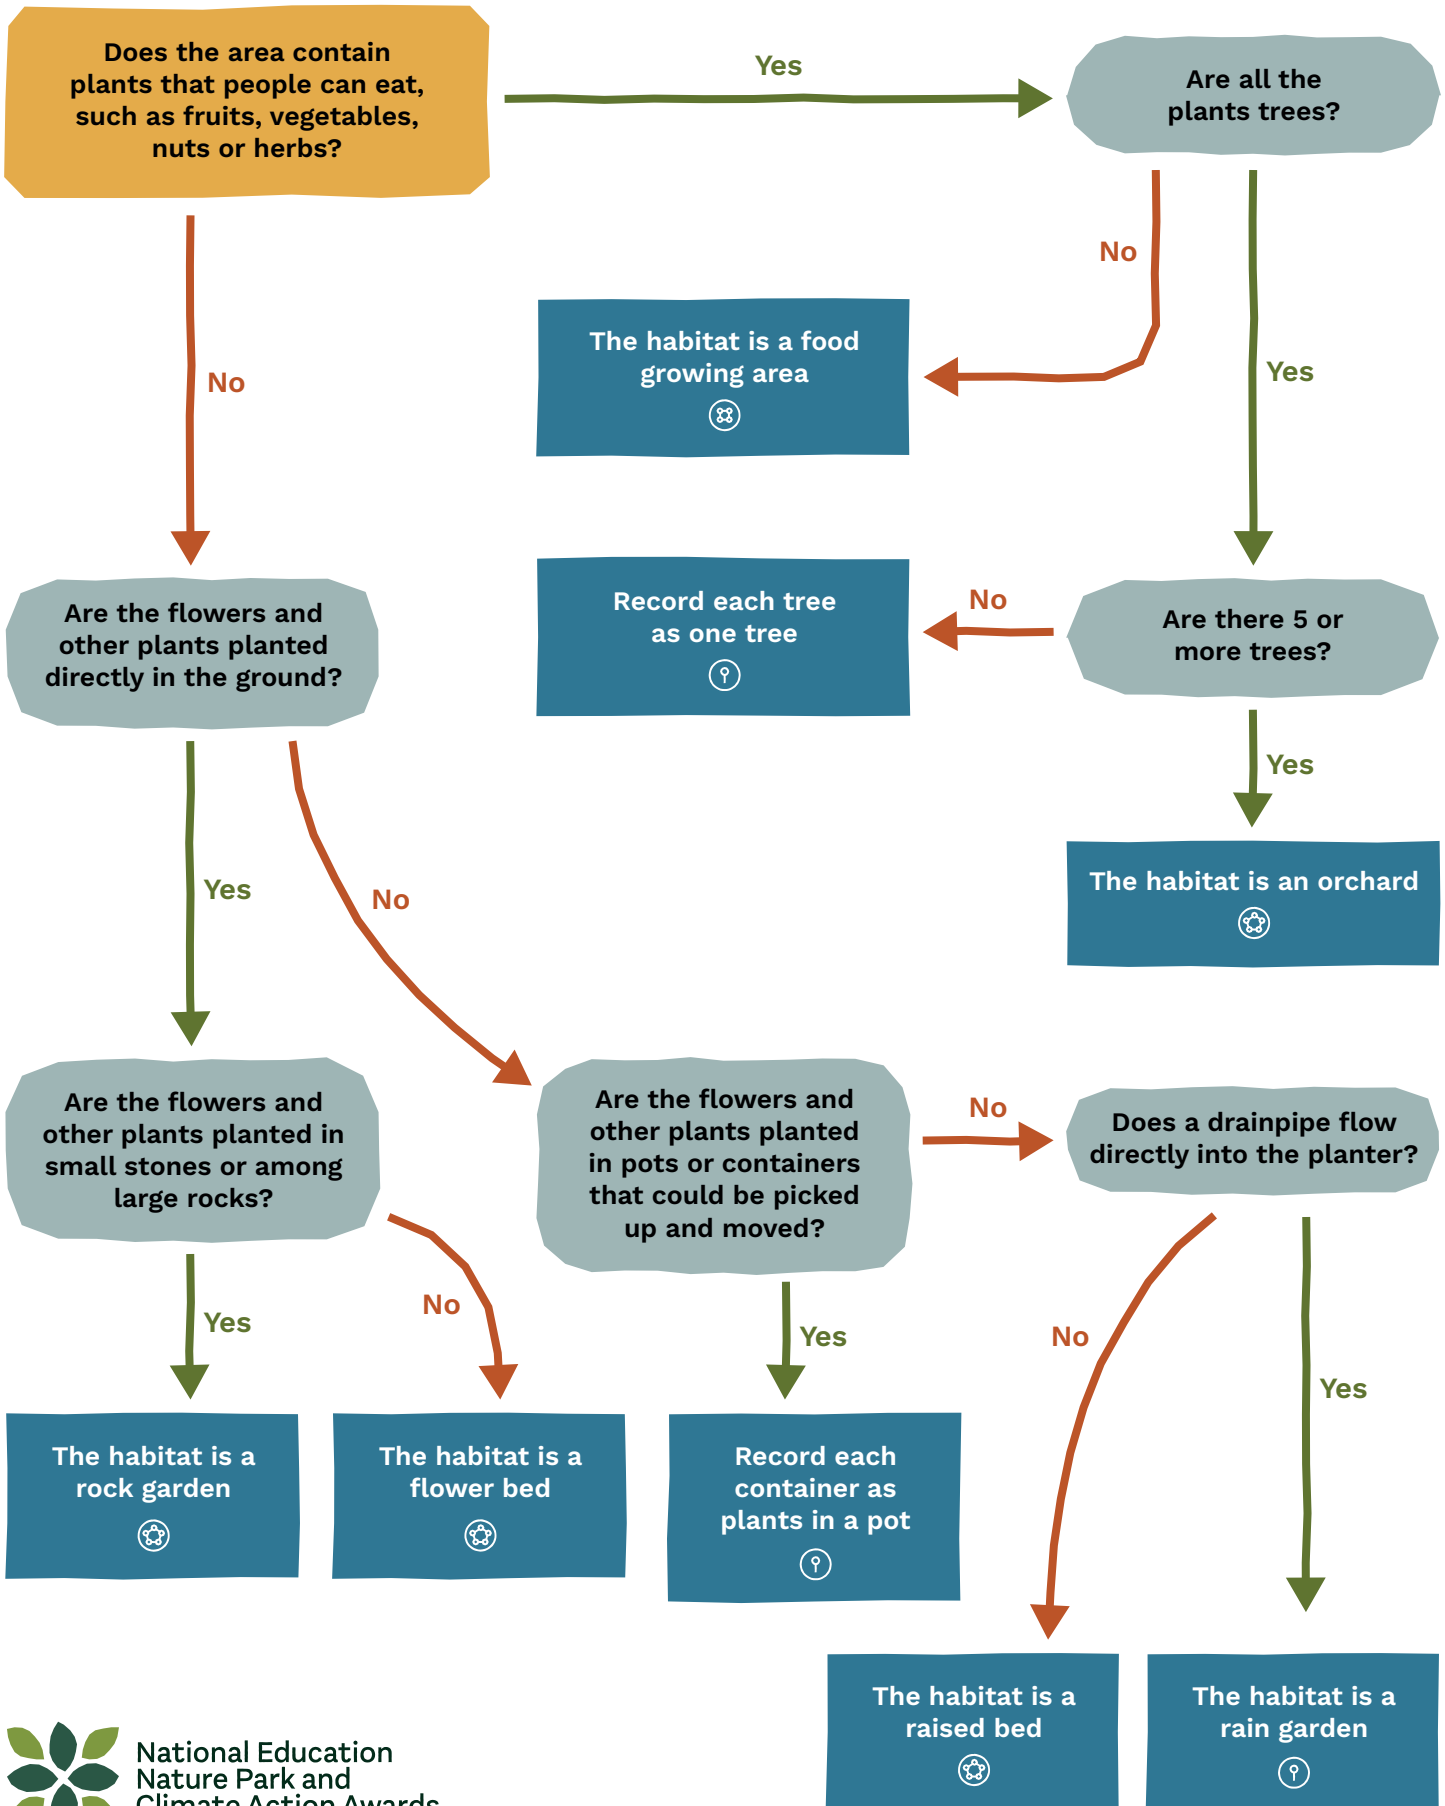 Does the area contain
plants that people can eat,
such as fruits, vegetables,
nuts or herbs?
Yes
Are all the
plants trees?
No
The habitat is a food
growing area
No
Yes
Record each tree
as one tree
No
Are there 5 or
more trees?
Are the flowers and
other plants planted
directly in the ground?
Yes
The habitat is an orchard
Yes
No
Are the flowers and
other plants planted in
small stones or among
large rocks?
Are the flowers and
other plants planted
in pots or containers
that could be picked
up and moved?
No
Does a drainpipe flow
directly into the planter?
Yes
No
Yes
No
Yes
The habitat is a
rock garden
The habitat is a
flower bed
Record each
container as
plants in a pot
The habitat is a
raised bed
The habitat is a
rain garden
National Education
Nature Park and
Climate Action Awards